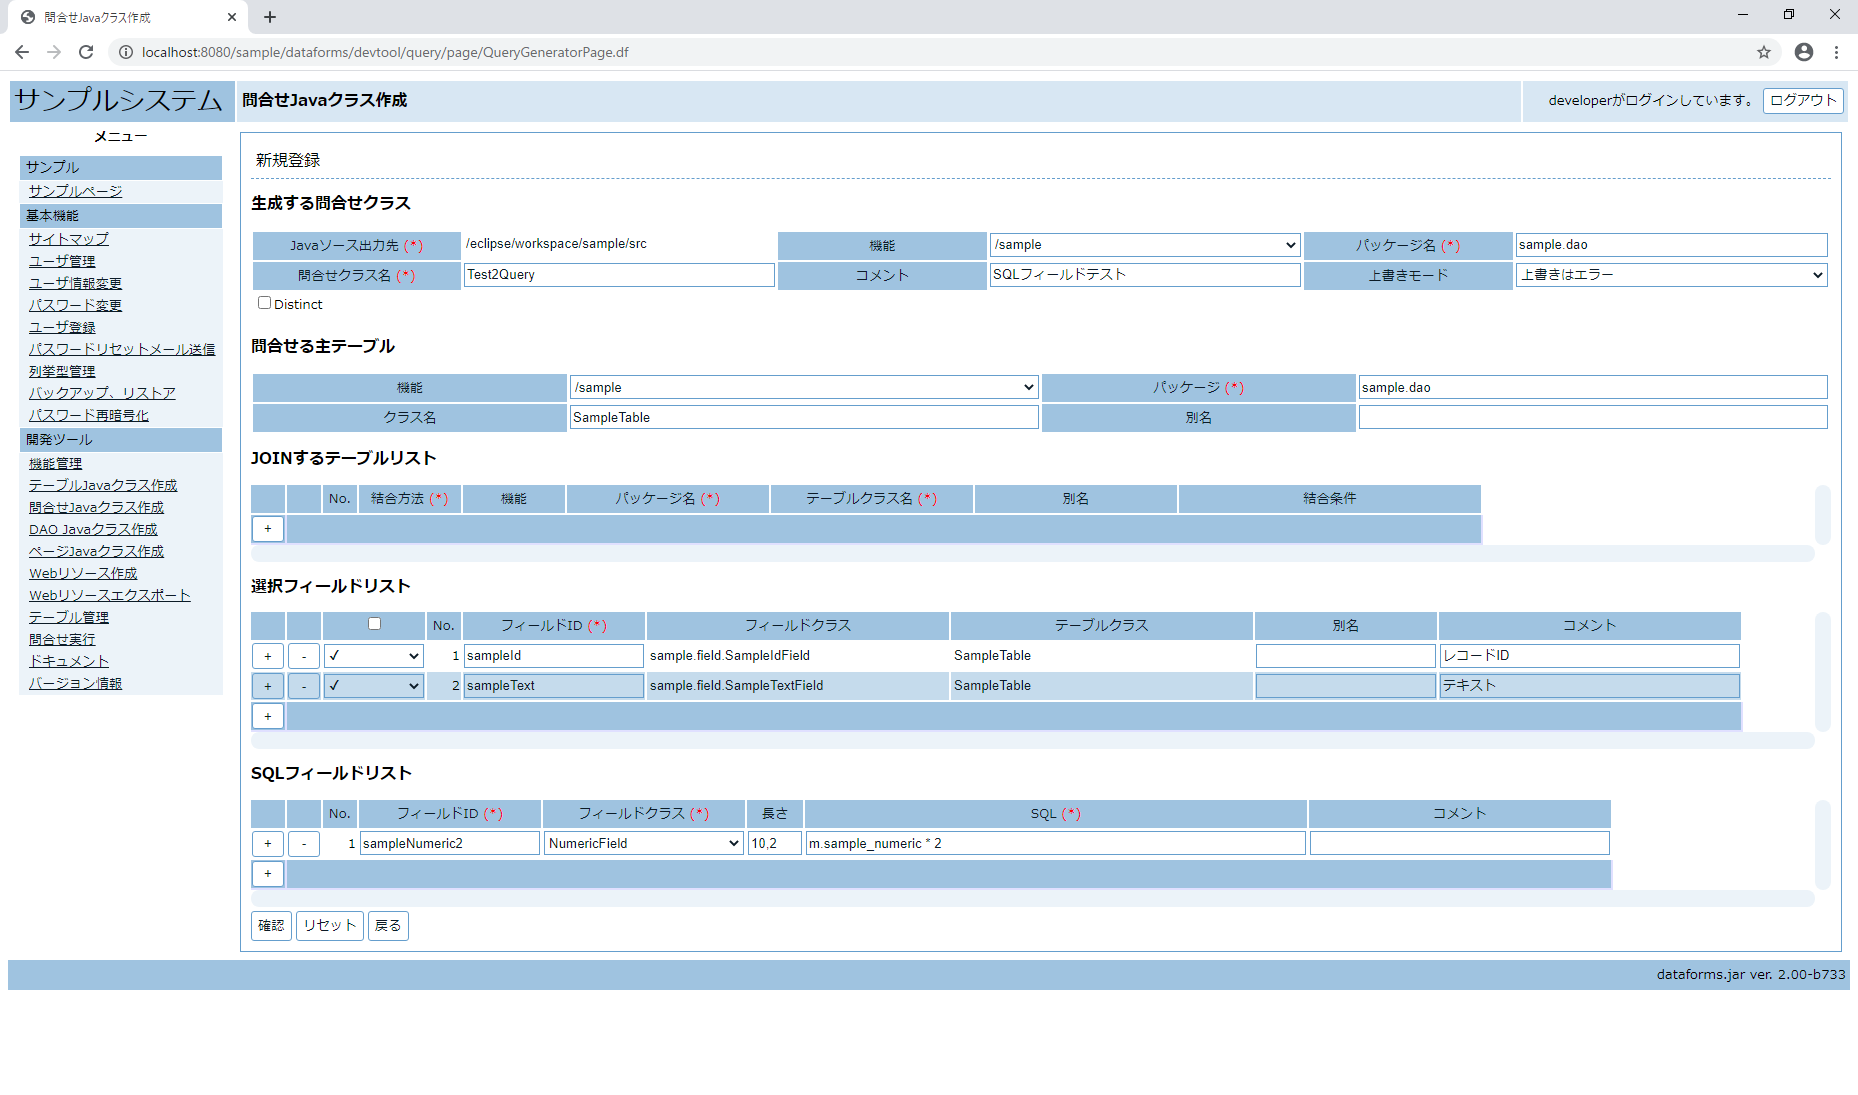 問合せJavaクラス作成
localhost:8080/sample/dataforms/devtool/query/page/QueryGeneratorPage.df
サンプルシステム
問合せJavaクラス作成
developerがログインしています。 ログアウト
メニュー
サンプル
サンプルページ
基本機能
サイトマップ
ユーザ管理
ユーザ情報変更
パスワード変更
ユーザ登録
パスワードリセットメール送信
列挙型管理
バックアップ、リストア
パスワード再暗号化
開発ツール
機能管理
テーブルJavaクラス作成
問合せJavaクラス作成
DAO Javaクラス作成
ページJavaクラス作成
Webリソース作成
Webリソースエクスポート
テーブル管理
問合せ実行
ドキュメント
バージョン情報
新規登録
生成する問合せクラス
Javaソース出力先 (*) /eclipse/workspace/sample/src 機能 /sample パッケージ名 (*) sample.dao
問合せクラス名 (*) Test2Query コメント SQLフィールドテスト 上書きモード 上書きはエラー
Distinct
問合せる主テーブル
機能 /sample パッケージ (*) sample.dao
クラス名 SampleTable 別名
JOINするテーブルリスト
No. 結合方法 (*) 機能 パッケージ名 (*) テーブルクラス名 (*) 別名 結合条件
+
選択フィールドリスト
No. フィールドID (*) フィールドクラス テーブルクラス 別名 コメント
+ - ✓ 1 sampleId sample.field.SampleIdField SampleTable レコードID
+ - ✓ 2 sampleText sample.field.SampleTextField SampleTable テキスト
+
SQLフィールドリスト
No. フィールドID (*) フィールドクラス (*) 長さ SQL (*) コメント
+ - 1 sampleNumeric2 NumericField 10,2 m.sample_numeric * 2
+
確認 リセット 戻る
dataforms.jar ver. 2.00-b733